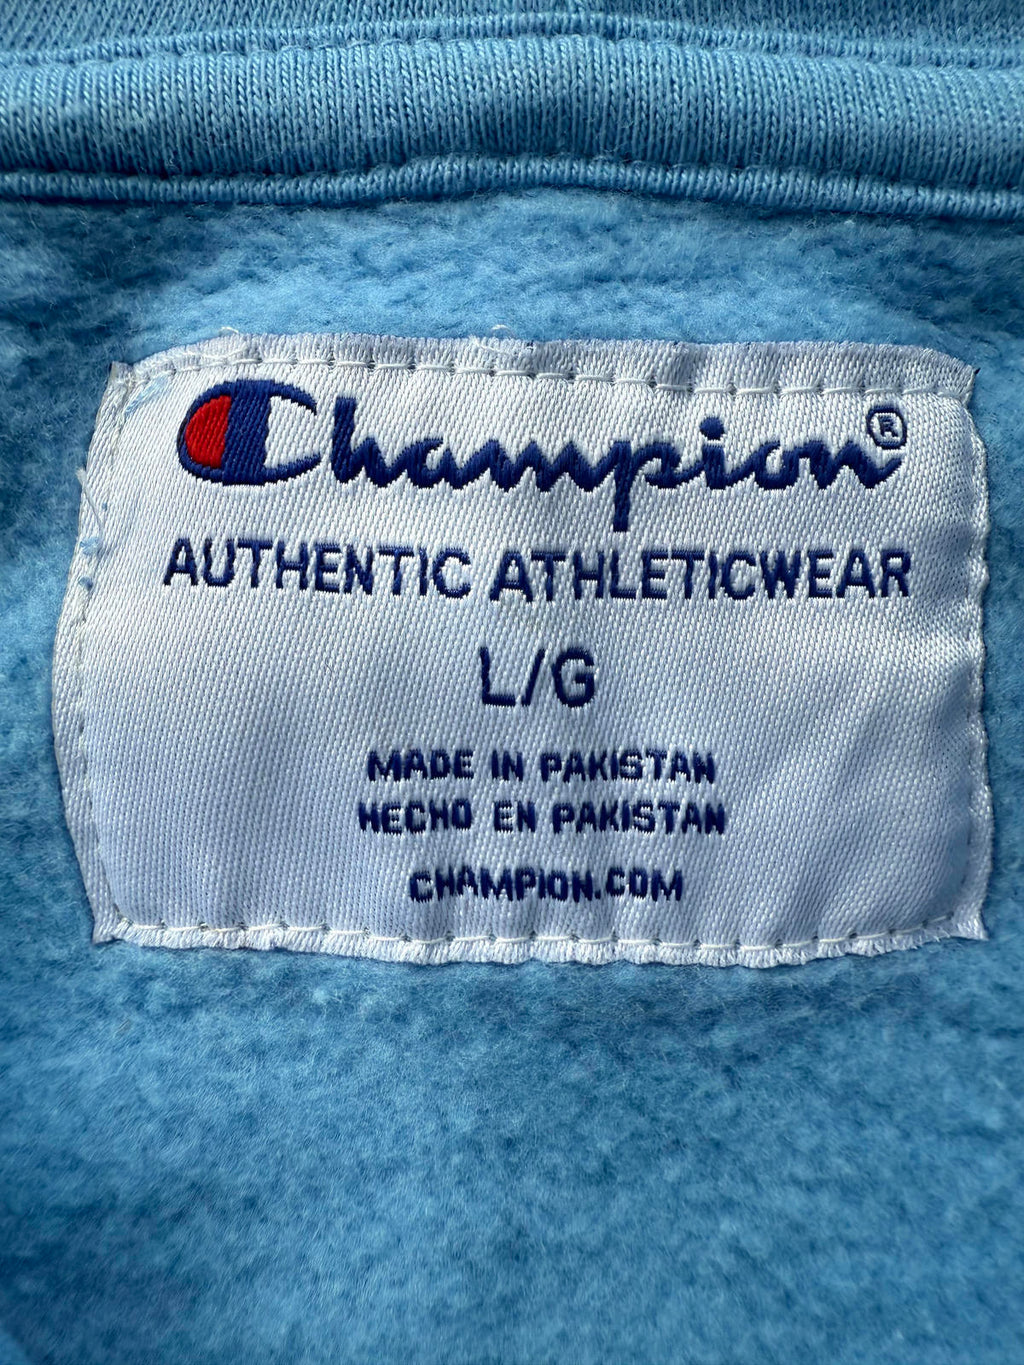 Champion®
AUTHENTIC ATHLETICWEAR
L/G
MADE IN PAKISTAN
HECHO EN PAKISTAN
CHAMPION.COM